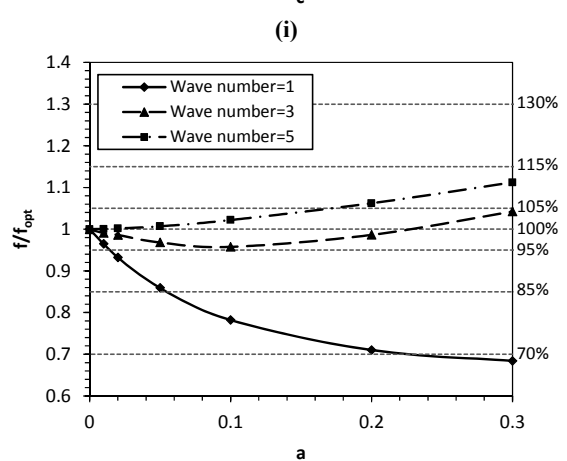 c
(i)
1.4
1.3
1.2
1.1
1
0.9
0.8
0.7
0.6
f/fopt
Wave number=1
Wave number=3
Wave number=5
130%
115%
105%
100%
95%
85%
70%
0
0.1
0.2
0.3
a